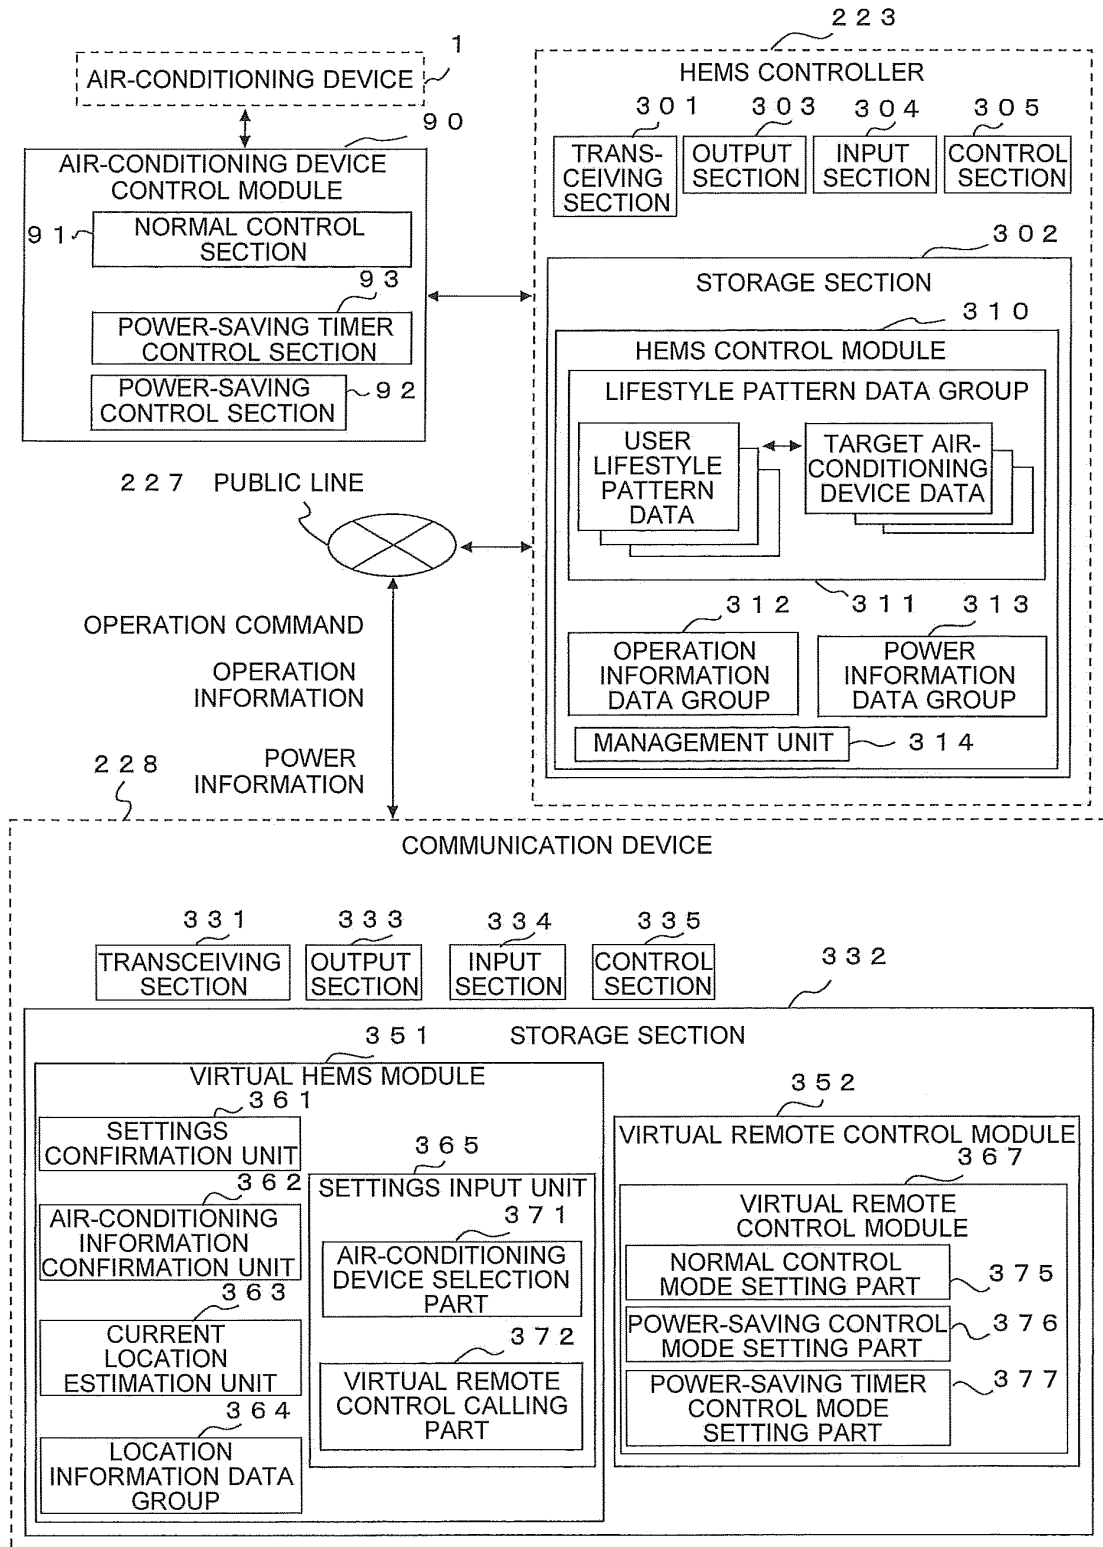 1
AIR-CONDITIONING DEVICE
90
AIR-CONDITIONING DEVICE
CONTROL MODULE
91
NORMAL CONTROL
SECTION
93
POWER-SAVING TIMER
CONTROL SECTION
POWER-SAVING
CONTROL SECTION
92
223
HEMS CONTROLLER
301
303
304
305
TRANS-
CEIVING
SECTION
OUTPUT
SECTION
INPUT
SECTION
CONTROL
SECTION
302
STORAGE SECTION
310
HEMS CONTROL MODULE
LIFESTYLE PATTERN DATA GROUP
USER
LIFESTYLE
PATTERN
DATA
TARGET AIR-
CONDITIONING
DEVICE DATA
311
312
313
OPERATION
INFORMATION
DATA GROUP
POWER
INFORMATION
DATA GROUP
MANAGEMENT UNIT
314
227 PUBLIC LINE
OPERATION COMMAND
OPERATION
INFORMATION
POWER
INFORMATION
228
COMMUNICATION DEVICE
331
333
334
335
TRANSCEIVING
SECTION
OUTPUT
SECTION
INPUT
SECTION
CONTROL
SECTION
332
STORAGE SECTION
351
VIRTUAL HEMS MODULE
361
SETTINGS
CONFIRMATION UNIT
362
AIR-CONDITIONING
INFORMATION
CONFIRMATION UNIT
363
CURRENT
LOCATION
ESTIMATION UNIT
364
LOCATION
INFORMATION DATA
GROUP
365
SETTINGS INPUT UNIT
371
AIR-CONDITIONING
DEVICE SELECTION
PART
372
VIRTUAL REMOTE
CONTROL CALLING
PART
352
VIRTUAL REMOTE CONTROL MODULE
367
VIRTUAL REMOTE
CONTROL MODULE
NORMAL CONTROL
MODE SETTING PART
375
POWER-SAVING CONTROL
MODE SETTING PART
376
POWER-SAVING TIMER
CONTROL MODE
SETTING PART
377